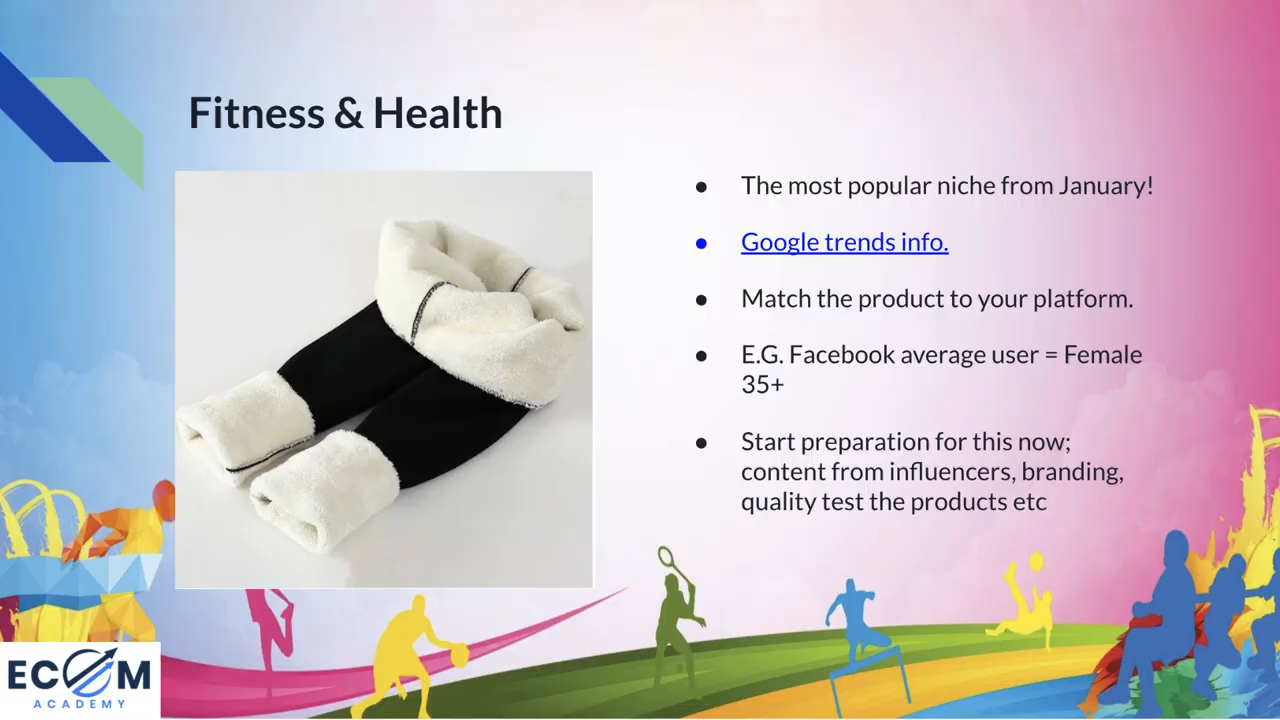 Fitness & Health
● The most popular niche from January!
● Google trends info.
● Match the product to your platform.
● E.G. Facebook average user = Female
35+
● Start preparation for this now;
content from influencers, branding,
quality test the products etc
ECOM
ACADEMY